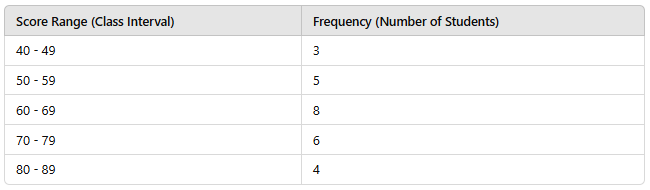 Score Range (Class Interval) Frequency (Number of Students)
40 - 49 3
50 - 59 5
60 - 69 8
70 - 79 6
80 - 89 4